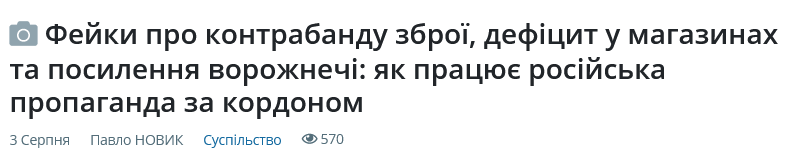 Фейки про контрабанду зброї, дефіцит у магазинах
та посилення ворожнечі: як працює російська
пропаганда за кордоном
3 Серпня Павло НОВИК Суспільство 570